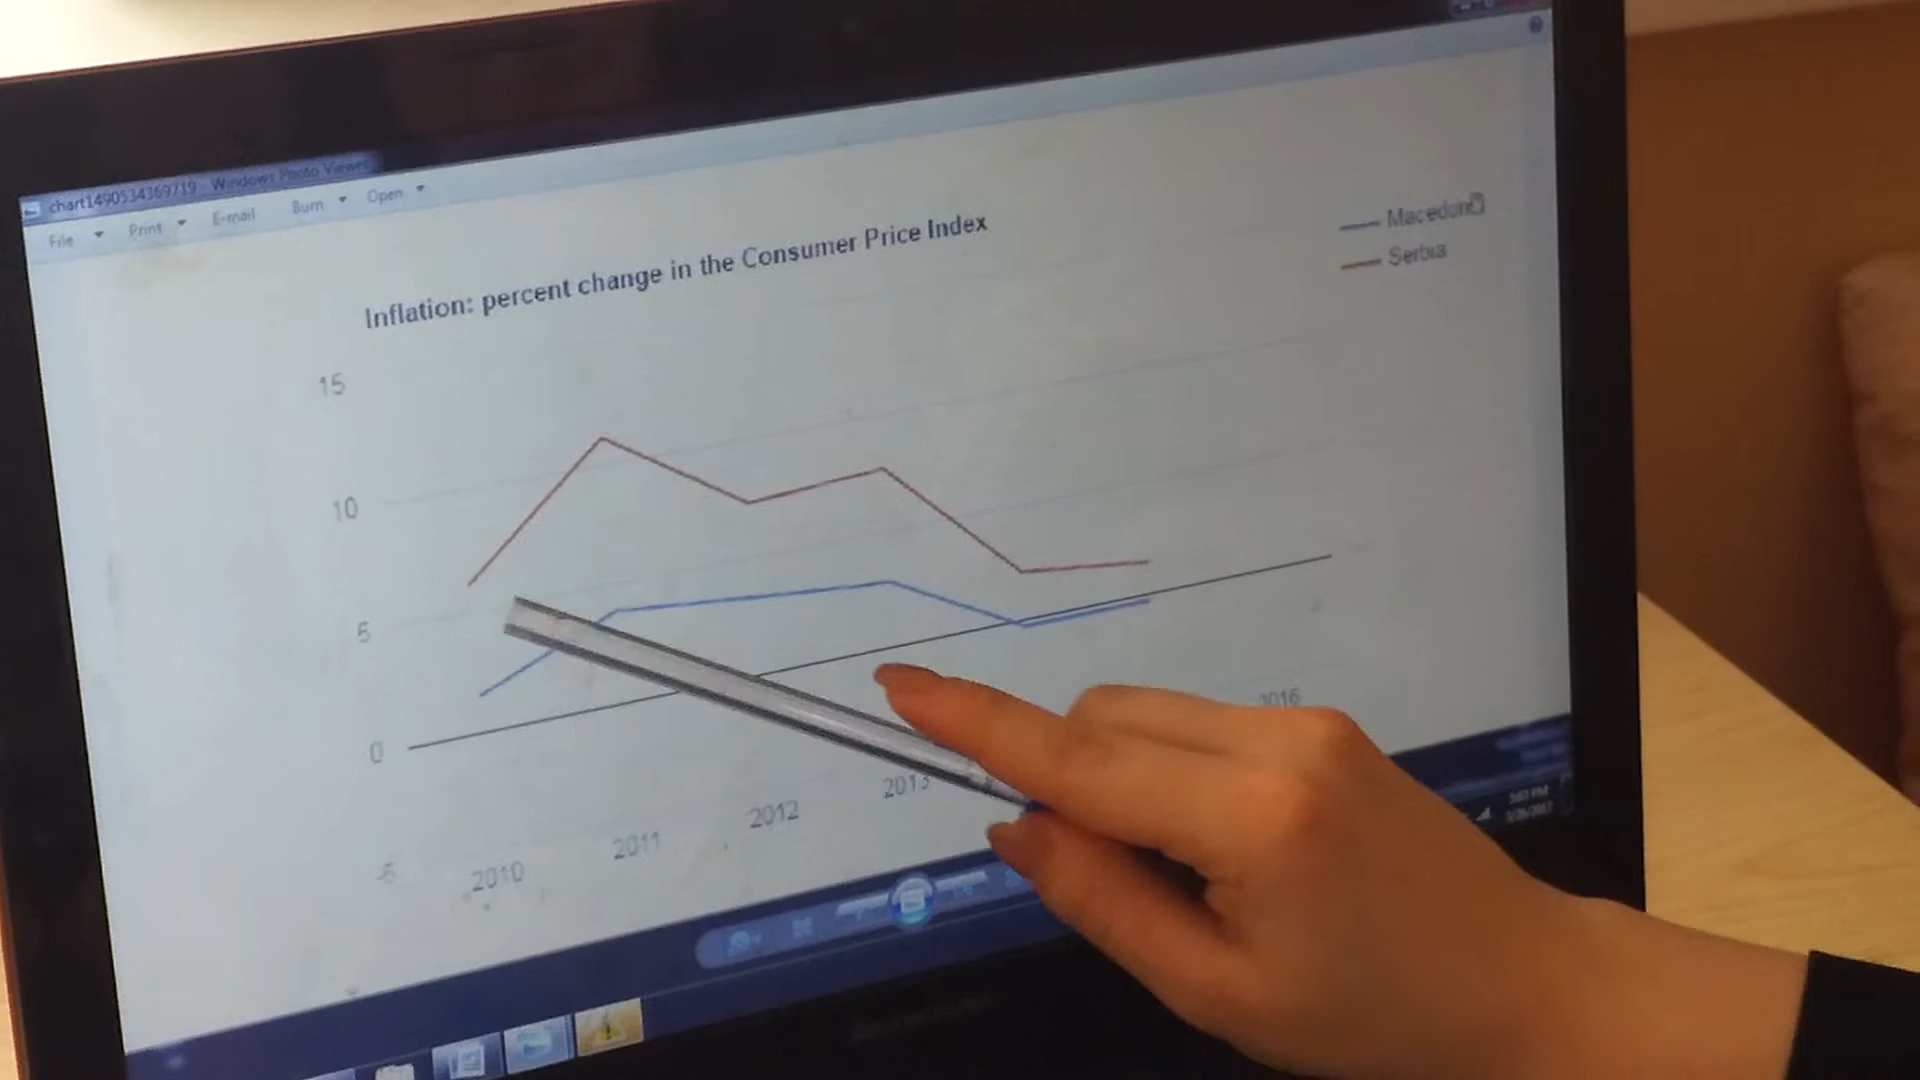 chart1490534369719 - Windows Photo Viewer
File Print E-mail Burn Open
Inflation: percent change in the Consumer Price Index
Macedoni
Serbia
15
10
5
0
-5
2010 2011 2012 2013 2016